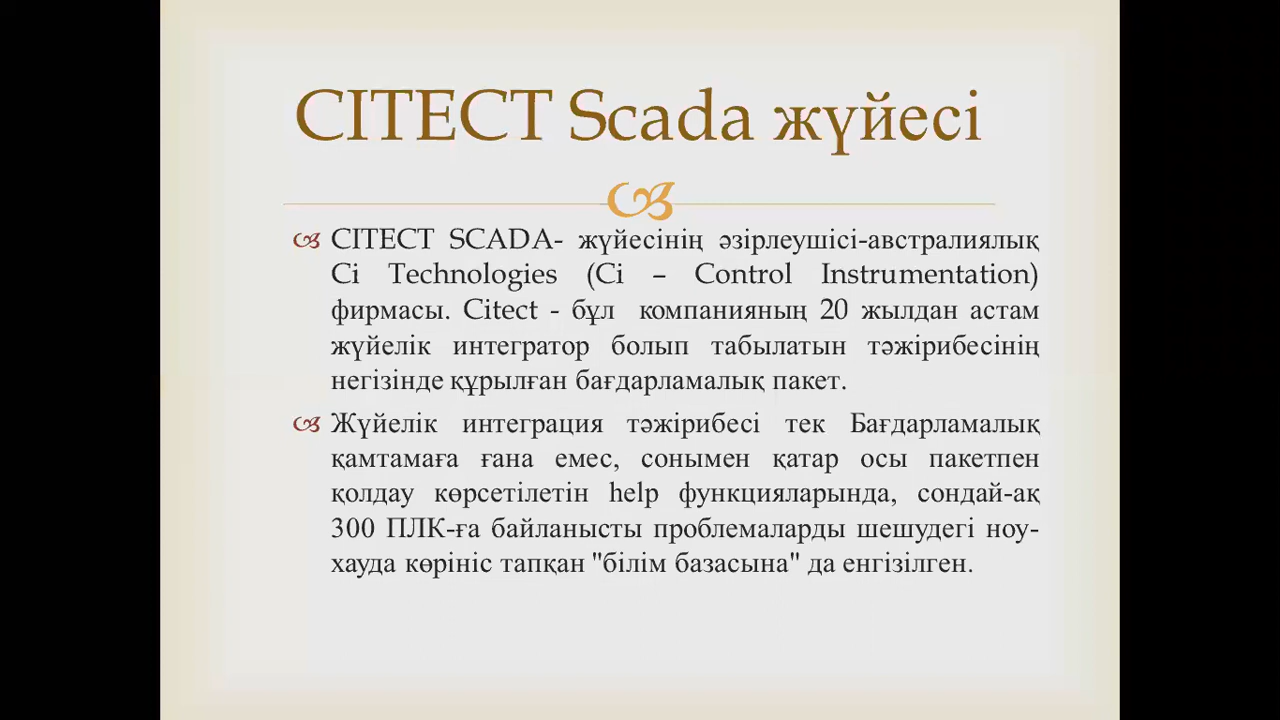 CITECT Scada жүйесі
CITECT SCADA- жүйесінің әзірлеушісі-австралиялық
Ci Technologies (Ci – Control Instrumentation)
фирмасы. Citect - бұл компанияның 20 жылдан астам
жүйелік интегратор болып табылатын тәжірибесінің
негізінде құрылған бағдарламалық пакет.
Жүйелік интеграция тәжірибесі тек Бағдарламалық
қамтамаға ғана емес, сонымен қатар осы пакетпен
қолдау көрсетілетін help функцияларында, сондай-ақ
300 ПЛК-ға байланысты проблемаларды шешудегі ноу-
хауда көрініс тапқан "білім базасына" да енгізілген.